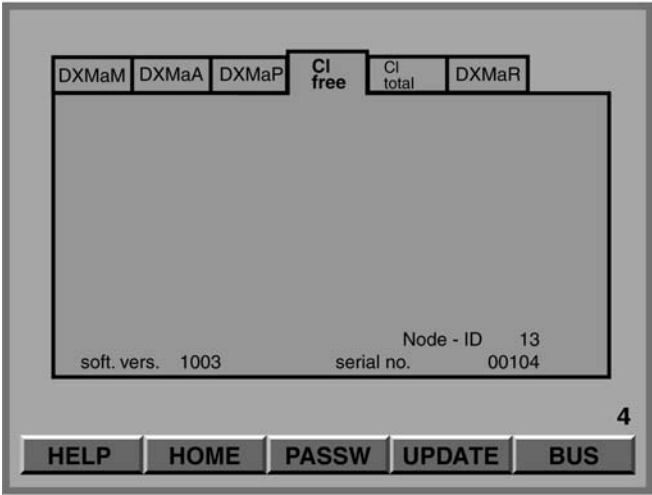 DXMaM DXMaA DXMaP Cl free Cl total DXMaR
Node - ID 13
soft. vers. 1003 serial no. 00104
4
HELP HOME PASSW UPDATE BUS